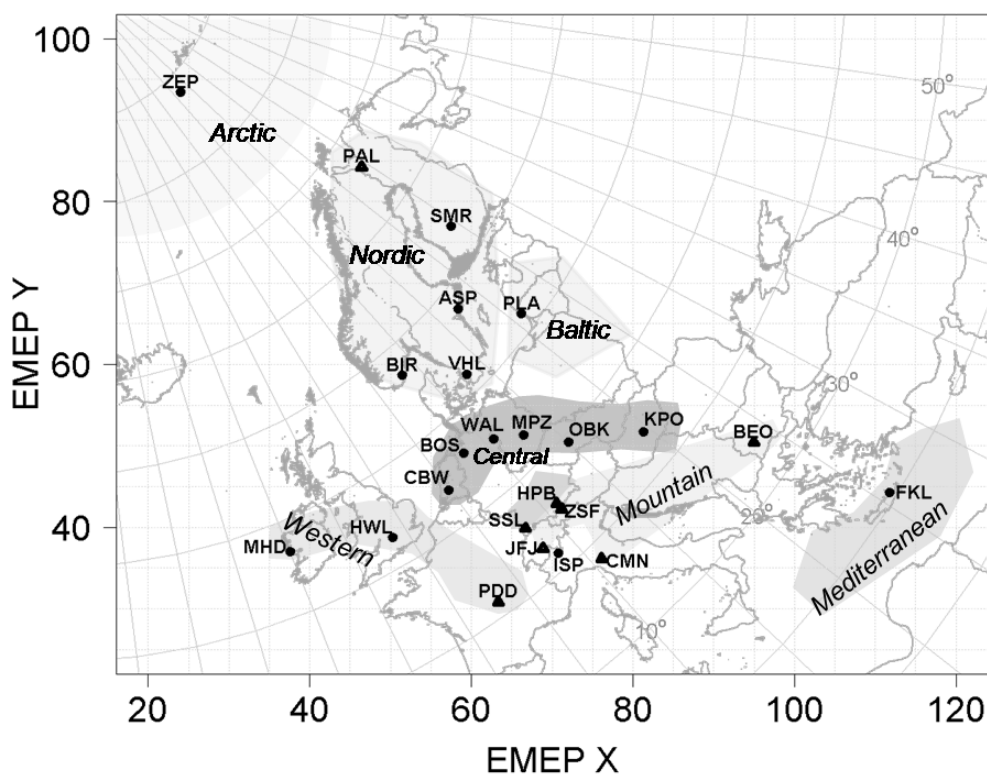 100
80
60
40
EMEP Y
20
40
60
80
100
120
EMEP X
ZEP
Arctic
50°
PAL
SMR
40°
Nordic
ASP
PLA
Baltic
BIR
VHL
30°
WAL
MPZ
OBK
KPO
BEO
BOS
Central
CBW
HPB
ZSF
Mountain
FKL
20°
SSL
Western
HWL
MHD
JFJ
ISP
CMN
Mediterranean
PDD
10°